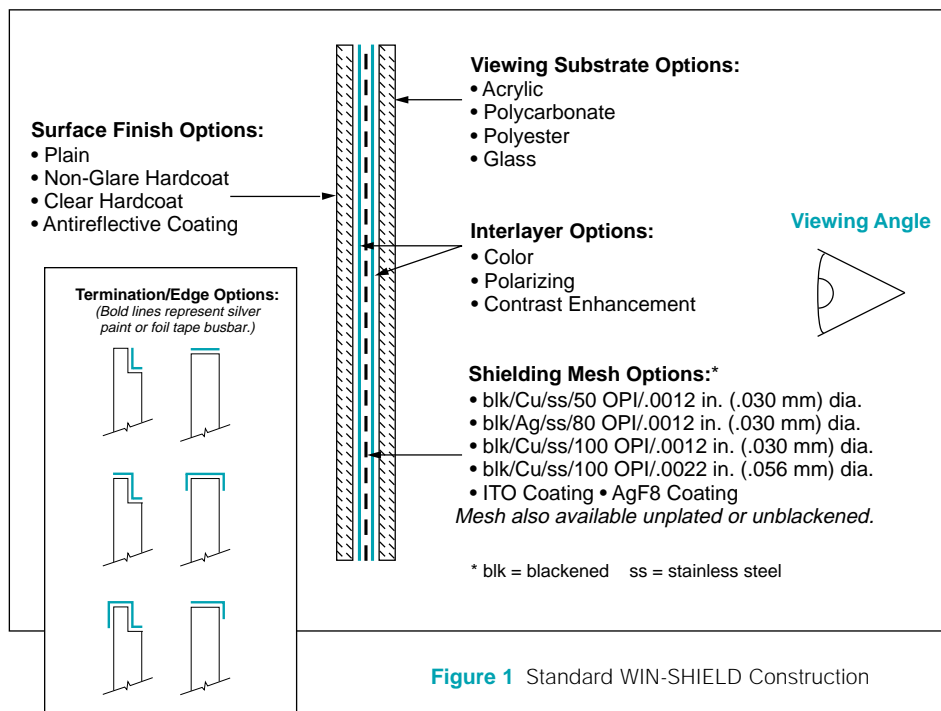 Surface Finish Options:
• Plain
• Non-Glare Hardcoat
• Clear Hardcoat
• Antireflective Coating
Termination/Edge Options:
(Bold lines represent silver
paint or foil tape busbar.)
Viewing Substrate Options:
• Acrylic
• Polycarbonate
• Polyester
• Glass
Interlayer Options:
• Color
• Polarizing
• Contrast Enhancement
Viewing Angle
Shielding Mesh Options:*
• blk/Cu/ss/50 OPI/.0012 in. (.030 mm) dia.
• blk/Ag/ss/80 OPI/.0012 in. (.030 mm) dia.
• blk/Cu/ss/100 OPI/.0012 in. (.030 mm) dia.
• blk/Cu/ss/100 OPI/.0022 in. (.056 mm) dia.
• ITO Coating • AgF8 Coating
Mesh also available unplated or unblackened.
* blk = blackened ss = stainless steel
Figure 1 Standard WIN-SHIELD Construction